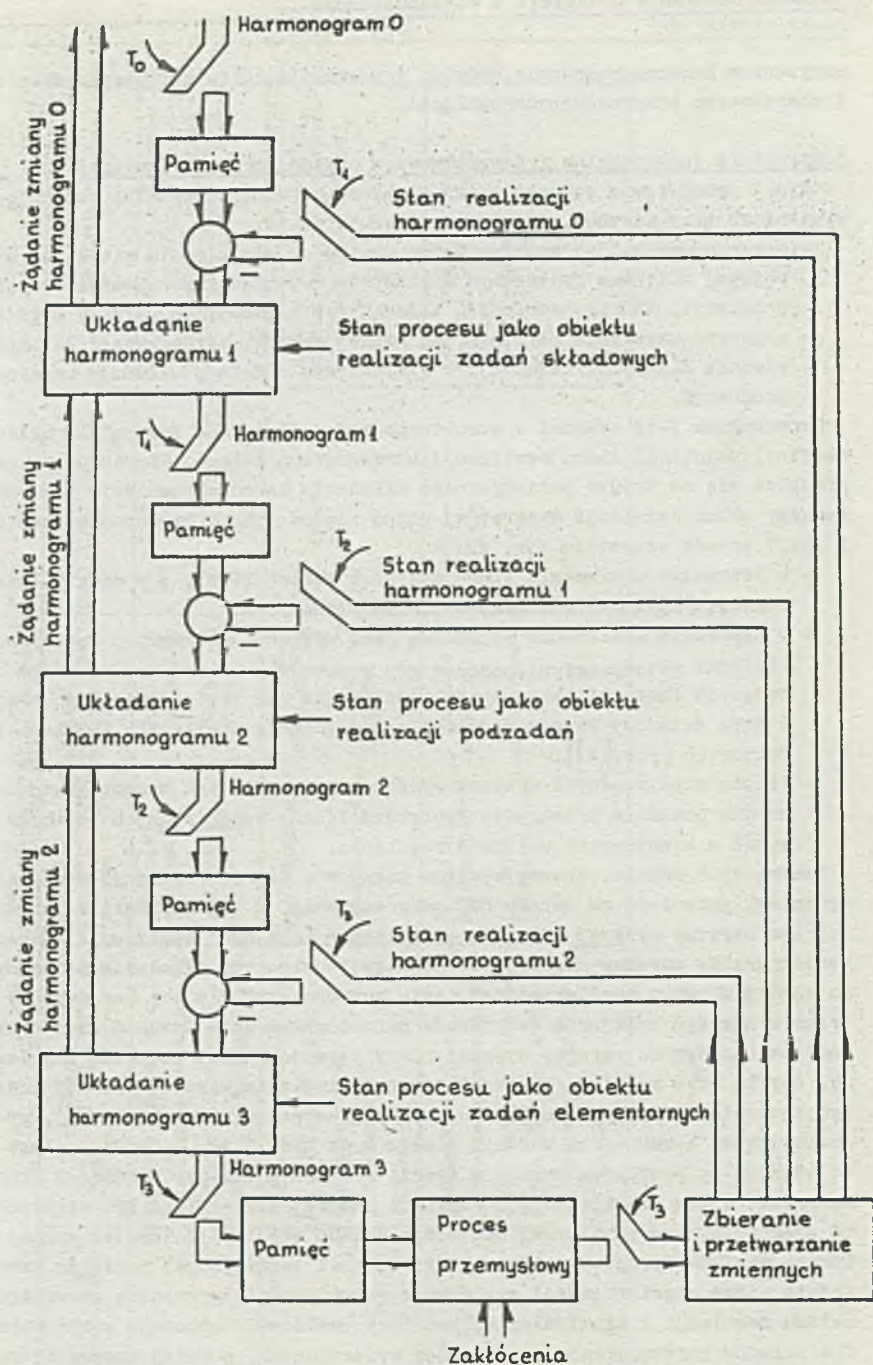 Harmonogram 0
T0
Żądanie zmiany
harmonogramu 0
Pamięć
T1
Stan realizacji
harmonogramu 0
–
Układanie
harmonogramu 1
Stan procesu jako obiektu
realizacji zadań składowych
T1
Harmonogram 1
Żądanie zmiany
harmonogramu 1
Pamięć
T2
Stan realizacji
harmonogramu 1
–
Układanie
harmonogramu 2
Stan procesu jako obiektu
realizacji podzadań
T2
Harmonogram 2
Żądanie zmiany
harmonogramu 2
Pamięć
T3
Stan realizacji
harmonogramu 2
–
Układanie
harmonogramu 3
Stan procesu jako obiektu
realizacji zadań elementarnych
T3
Harmonogram 3
Pamięć
Proces
przemysłowy
T3
Zbieranie
i przetwarzanie
zmiennych
Zakłócenia